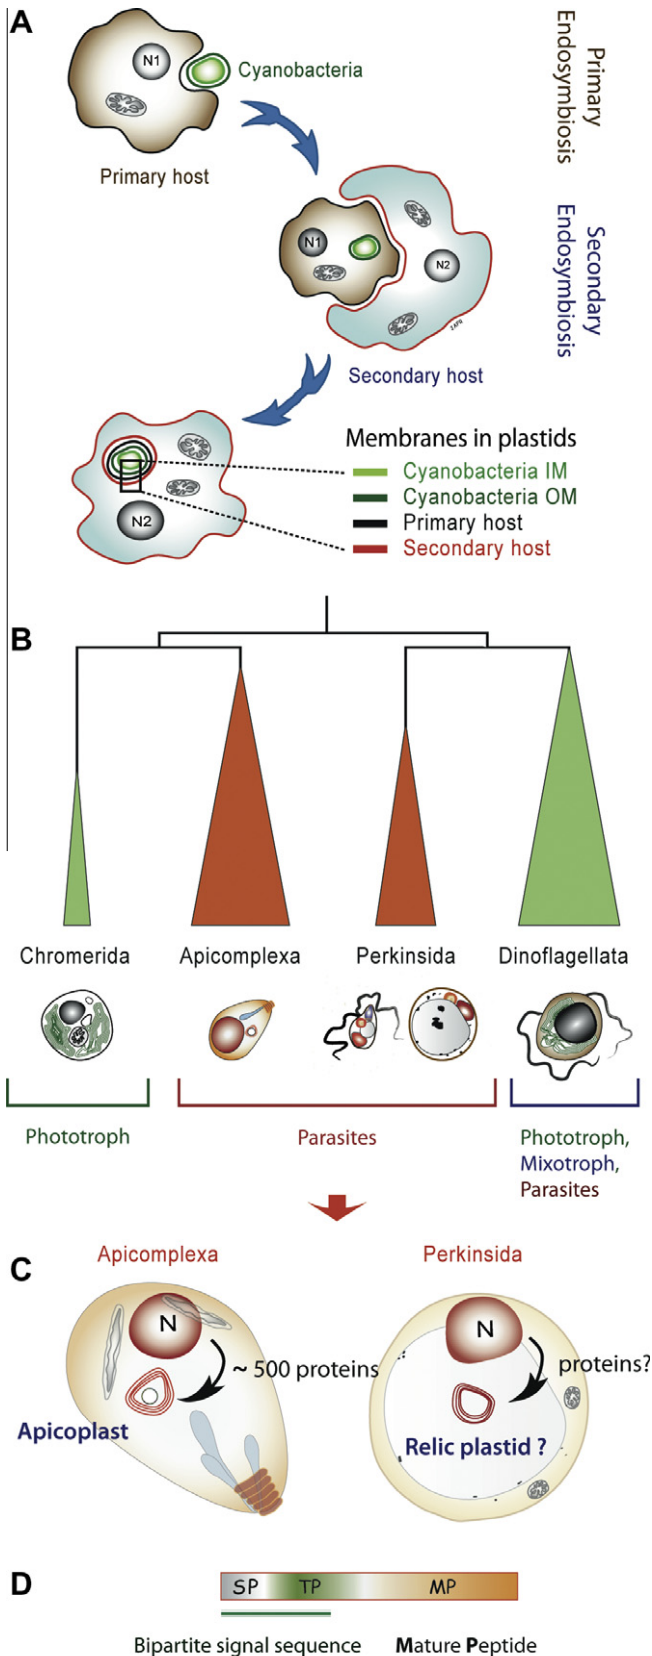 A
N1
Cyanobacteria
Primary host
Primary
Endosymbiosis
N1
N2
Secondary host
Secondary
Endosymbiosis
N2
Membranes in plastids
Cyanobacteria IM
Cyanobacteria OM
Primary host
Secondary host
B
Chromerida
Apicomplexa
Perkinsida
Dinoflagellata
Phototroph
Parasites
Phototroph,
Mixotroph,
Parasites
C
Apicomplexa
Perkinsida
N
~ 500 proteins
Apicoplast
N
proteins?
Relic plastid ?
D
SP
TP
MP
Bipartite signal sequence
Mature Peptide